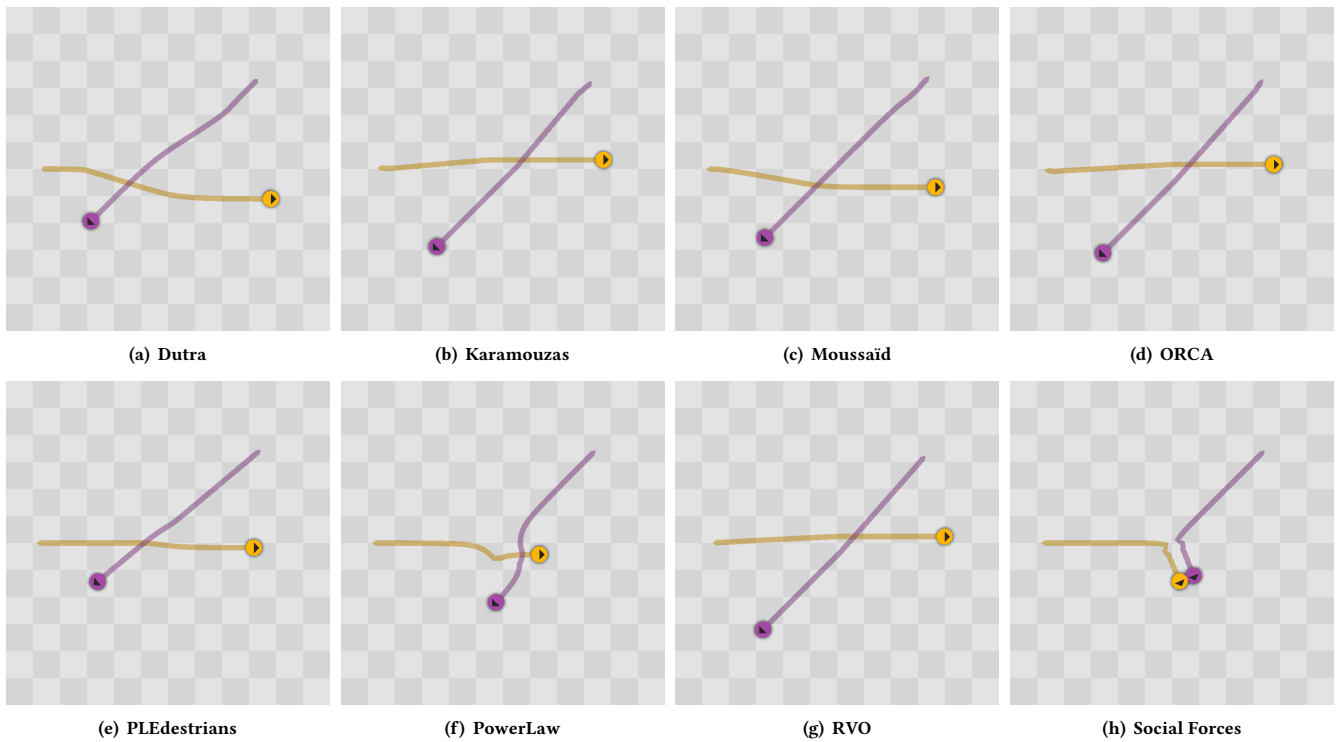 (a) Dutra
(b) Karamouzas
(c) Moussaïd
(d) ORCA
(e) PLEdestrians
(f) PowerLaw
(g) RVO
(h) Social Forces